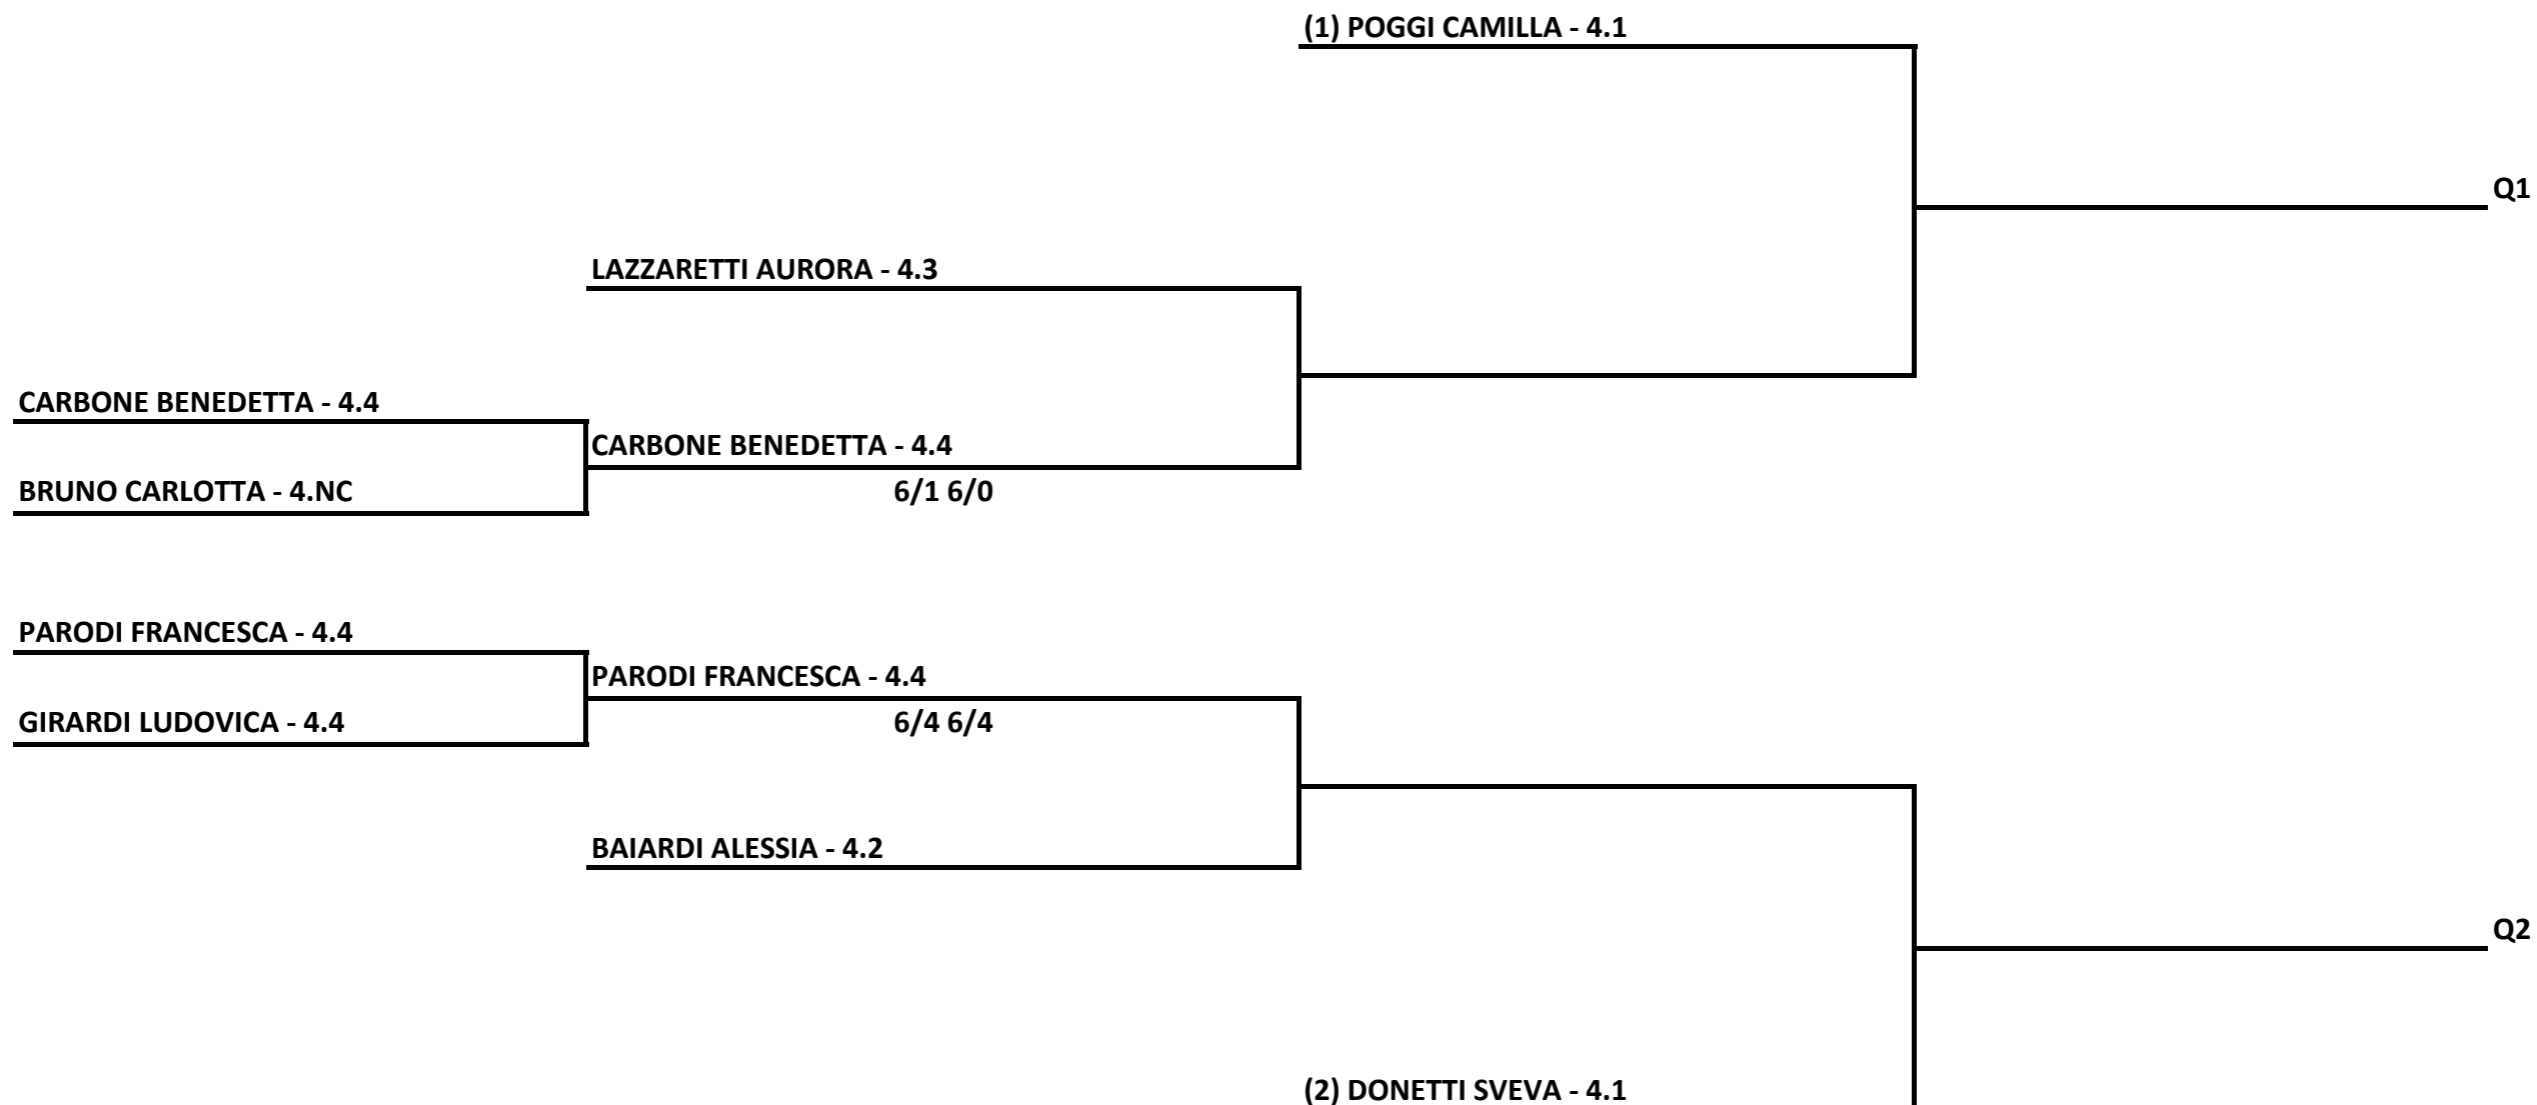 (1) POGGI CAMILLA - 4.1
Q1
LAZZARETTI AURORA - 4.3
CARBONE BENEDETTA - 4.4
CARBONE BENEDETTA - 4.4
BRUNO CARLOTTA - 4.NC
6/1 6/0
PARODI FRANCESCA - 4.4
PARODI FRANCESCA - 4.4
GIRARDI LUDOVICA - 4.4
6/4 6/4
BAIARDI ALESSIA - 4.2
Q2
(2) DONETTI SVEVA - 4.1